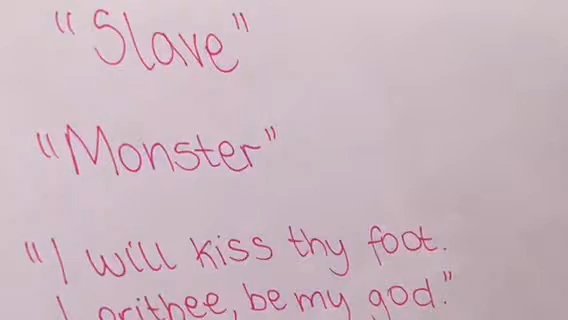 "Slave"
"Monster"
"I will kiss thy foot.
I prithee, be my god."